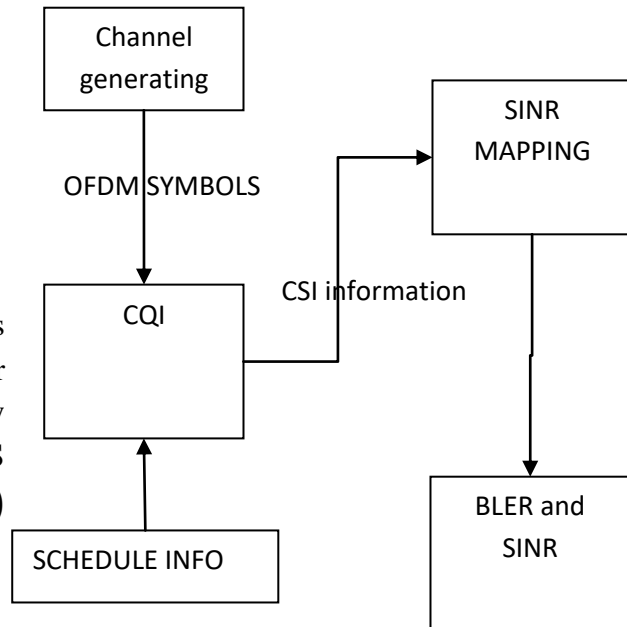 Channel
generating
SINR
MAPPING
OFDM SYMBOLS
CSI information
CQI
BLER and
SINR
SCHEDULE INFO